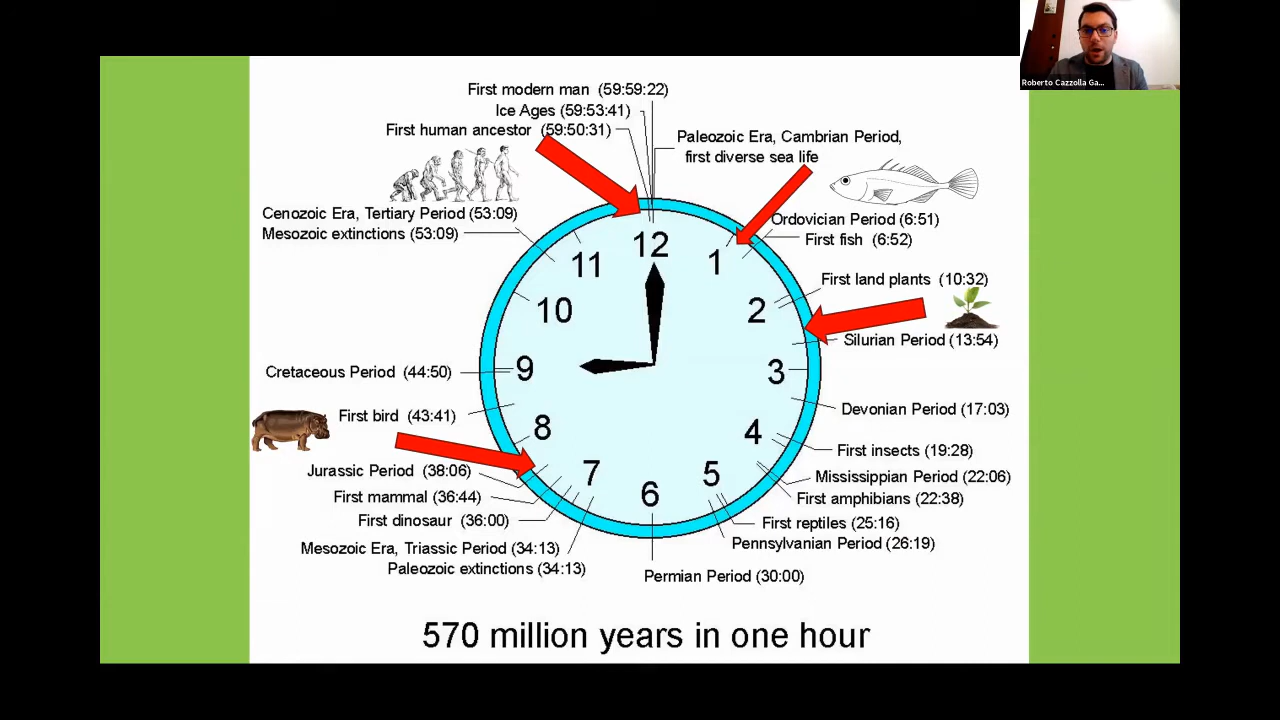 Roberto Cazzolla Ga...
First modern man (59:59:22)
Ice Ages (59:53:41)
First human ancestor (59:50:31)
Paleozoic Era, Cambrian Period,
first diverse sea life
Cenozoic Era, Tertiary Period (53:09)
Mesozoic extinctions (53:09)
Ordovician Period (6:51)
First fish (6:52)
First land plants (10:32)
Silurian Period (13:54)
Devonian Period (17:03)
First insects (19:28)
Mississippian Period (22:06)
First amphibians (22:38)
First reptiles (25:16)
Pennsylvanian Period (26:19)
Permian Period (30:00)
Cretaceous Period (44:50)
First bird (43:41)
Jurassic Period (38:06)
First mammal (36:44)
First dinosaur (36:00)
Mesozoic Era, Triassic Period (34:13)
Paleozoic extinctions (34:13)
12
1
2
3
4
5
6
7
8
9
10
11
570 million years in one hour